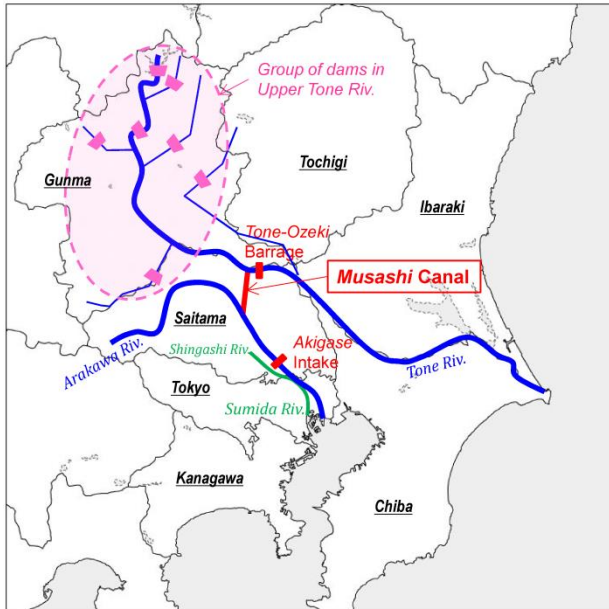 Group of dams in
Upper Tone Riv.
Tochigi
Gunma
Ibaraki
Tone-Ozeki
Barrage
Musashi Canal
Saitama
Arakawa Riv.
Shingashi Riv.
Akigase
Intake
Tone Riv.
Tokyo
Sumida Riv.
Kanagawa
Chiba